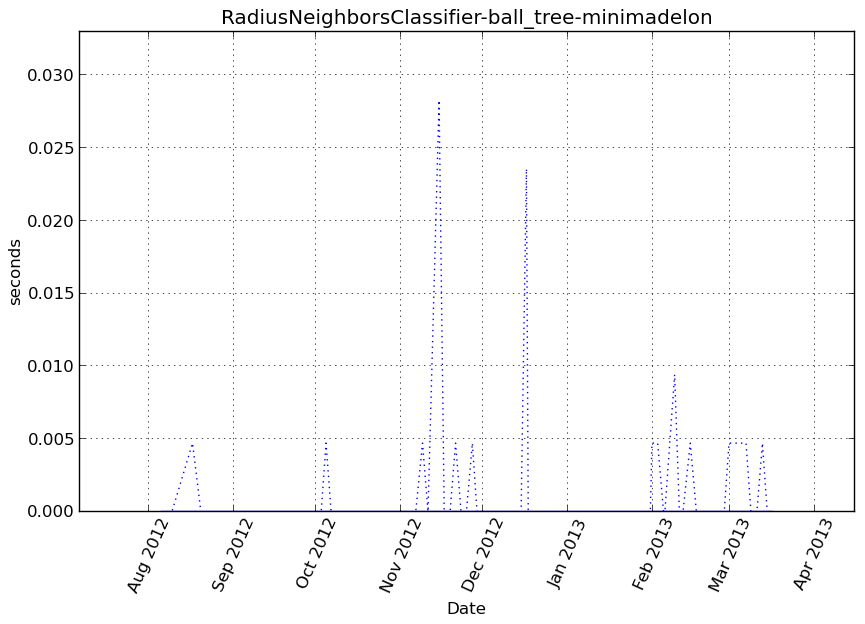 RadiusNeighborsClassifier-ball_tree-minimadelon
0.030
0.025
0.020
0.015
0.010
0.005
0.000
seconds
Aug 2012
Sep 2012
Oct 2012
Nov 2012
Dec 2012
Jan 2013
Feb 2013
Mar 2013
Apr 2013
Date